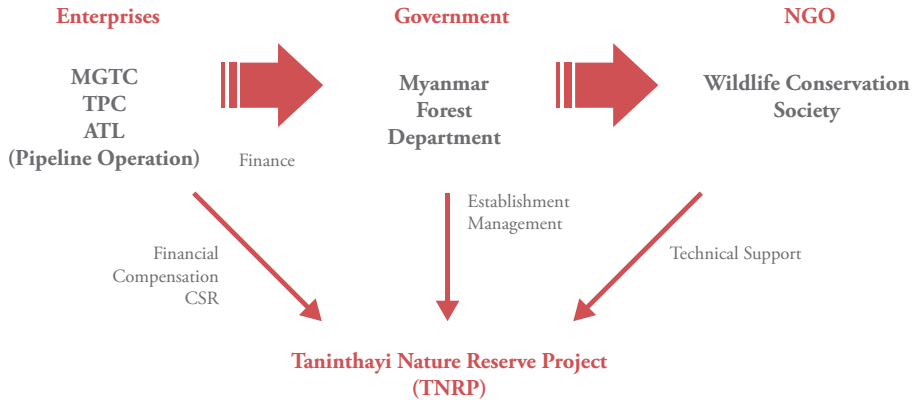 Enterprises
Government
NGO
MGTC
TPC
ATL
(Pipeline Operation)
Finance
Myanmar
Forest
Department
Wildlife Conservation
Society
Financial
Compensation
CSR
Establishment
Management
Technical Support
Taninthayi Nature Reserve Project
(TNRP)